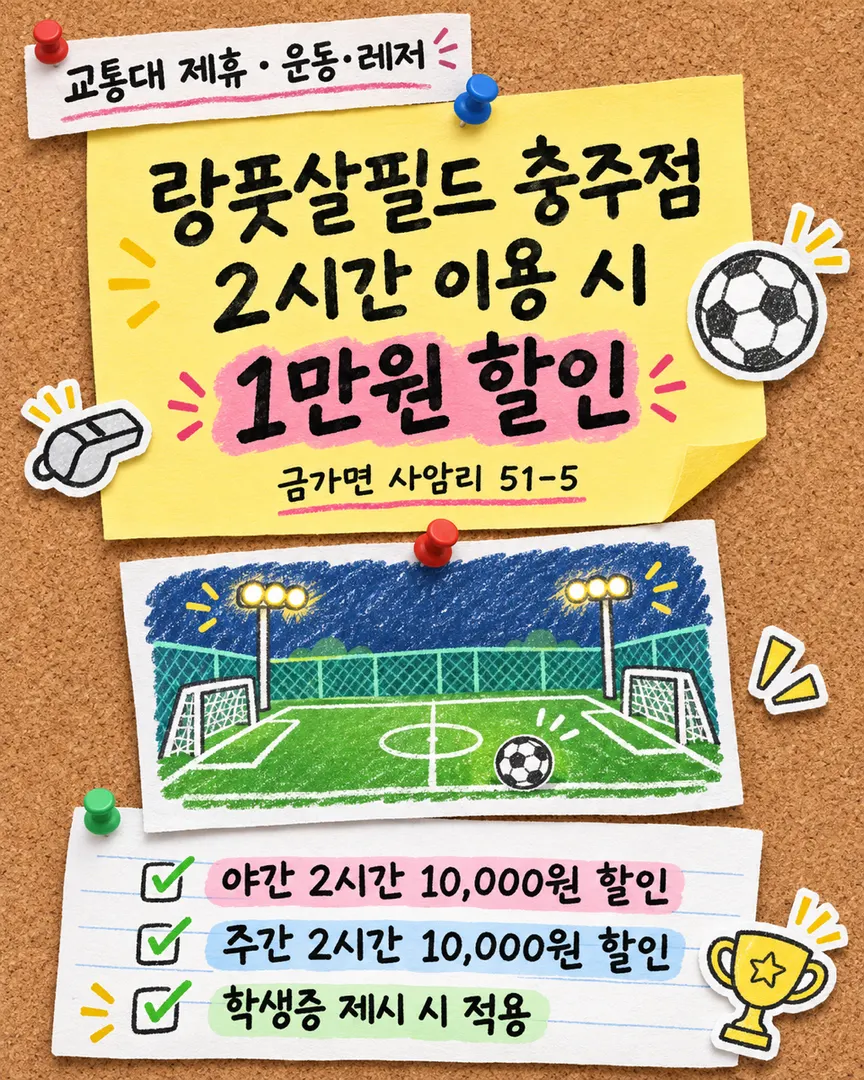 교통대 제휴 · 운동·레저
랑풋살필드 충주점
2시간 이용 시
1만원 할인
금가면 사암리 51-5
야간 2시간 10,000원 할인
주간 2시간 10,000원 할인
학생증 제시 시 적용